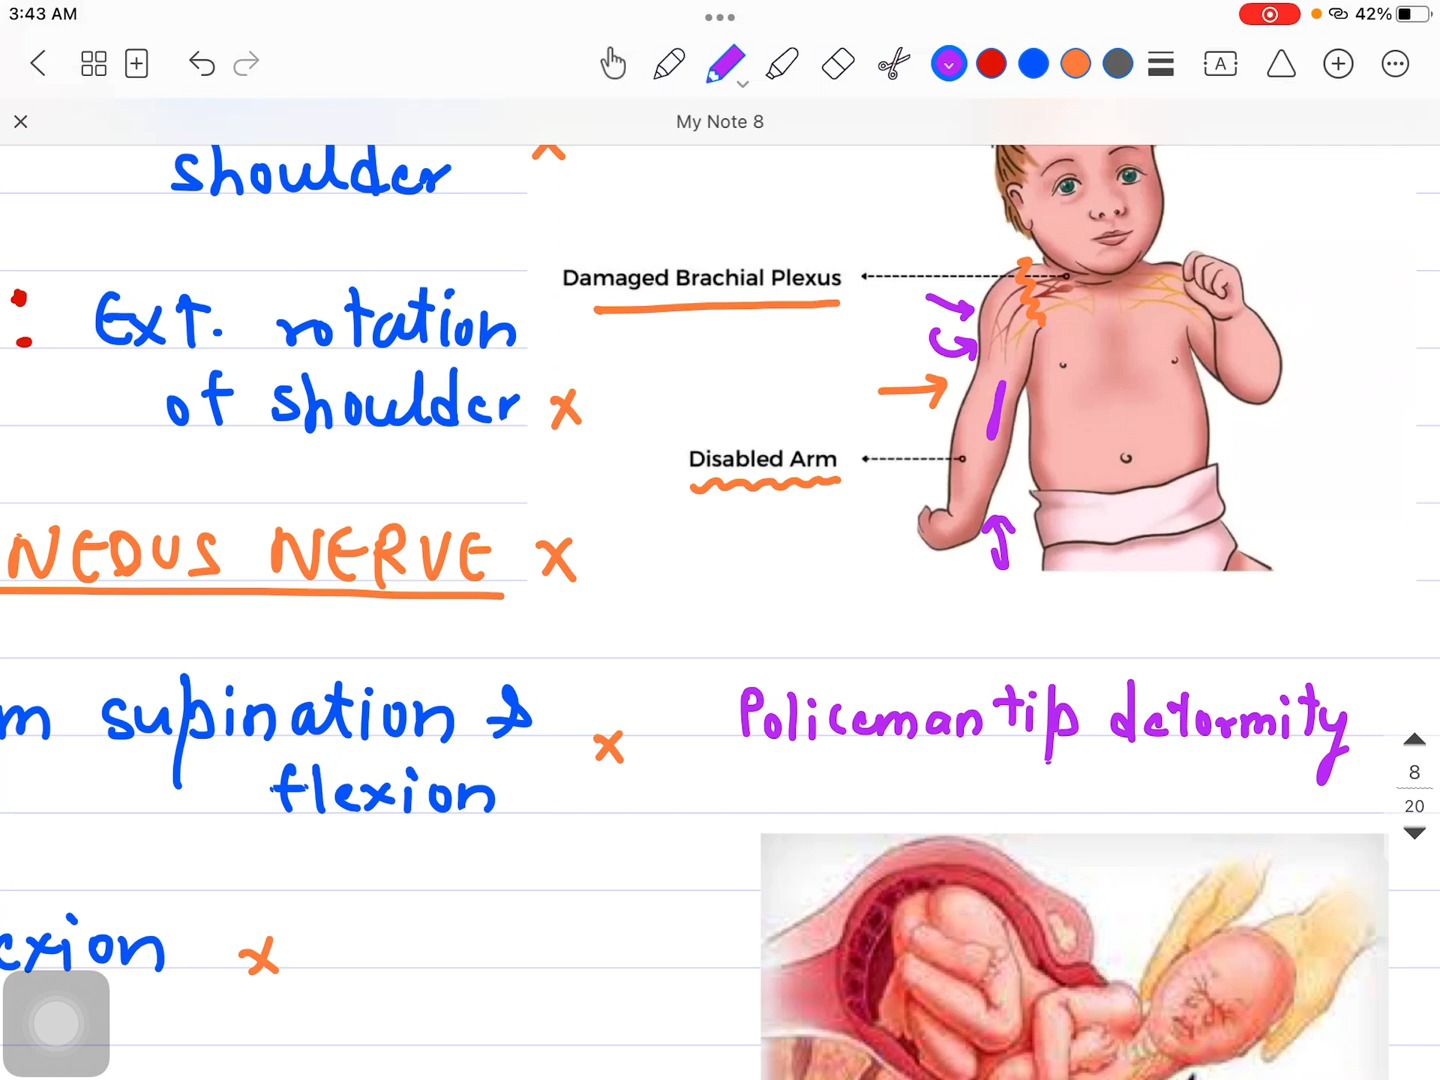 3:43 AM
42%
A
My Note 8
shoulder x
Damaged Brachial Plexus
: Ext. rotation
of shoulder x
Disabled Arm
NEOUS NERVE x
m supination &
flexion x
Policeman tip deformity
8
20
exion x